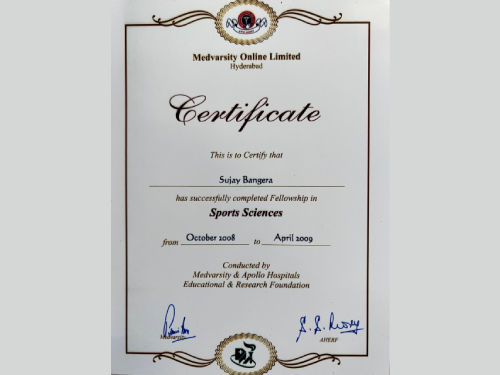 Medvarsity Online Limited
Hyderabad
Certificate
This is to Certify that
Sujay Bangera
has successfully completed Fellowship in
Sports Sciences
from October 2008 to April 2009
Conducted by
Medvarsity & Apollo Hospitals
Educational & Research Foundation
Medvarsity AHERF